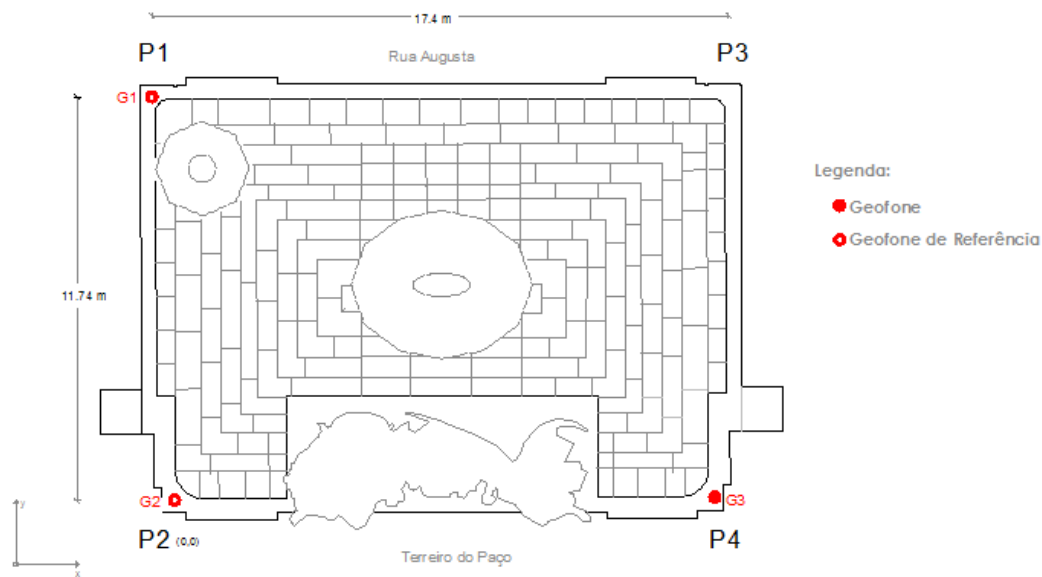 17.4 m
P1
Rua Augusta
P3
G1
Legenda:
Geofone
Geofone de Referência
11.74 m
G2
G3
y
P2 (0,0)
P4
Terreiro do Paço
x